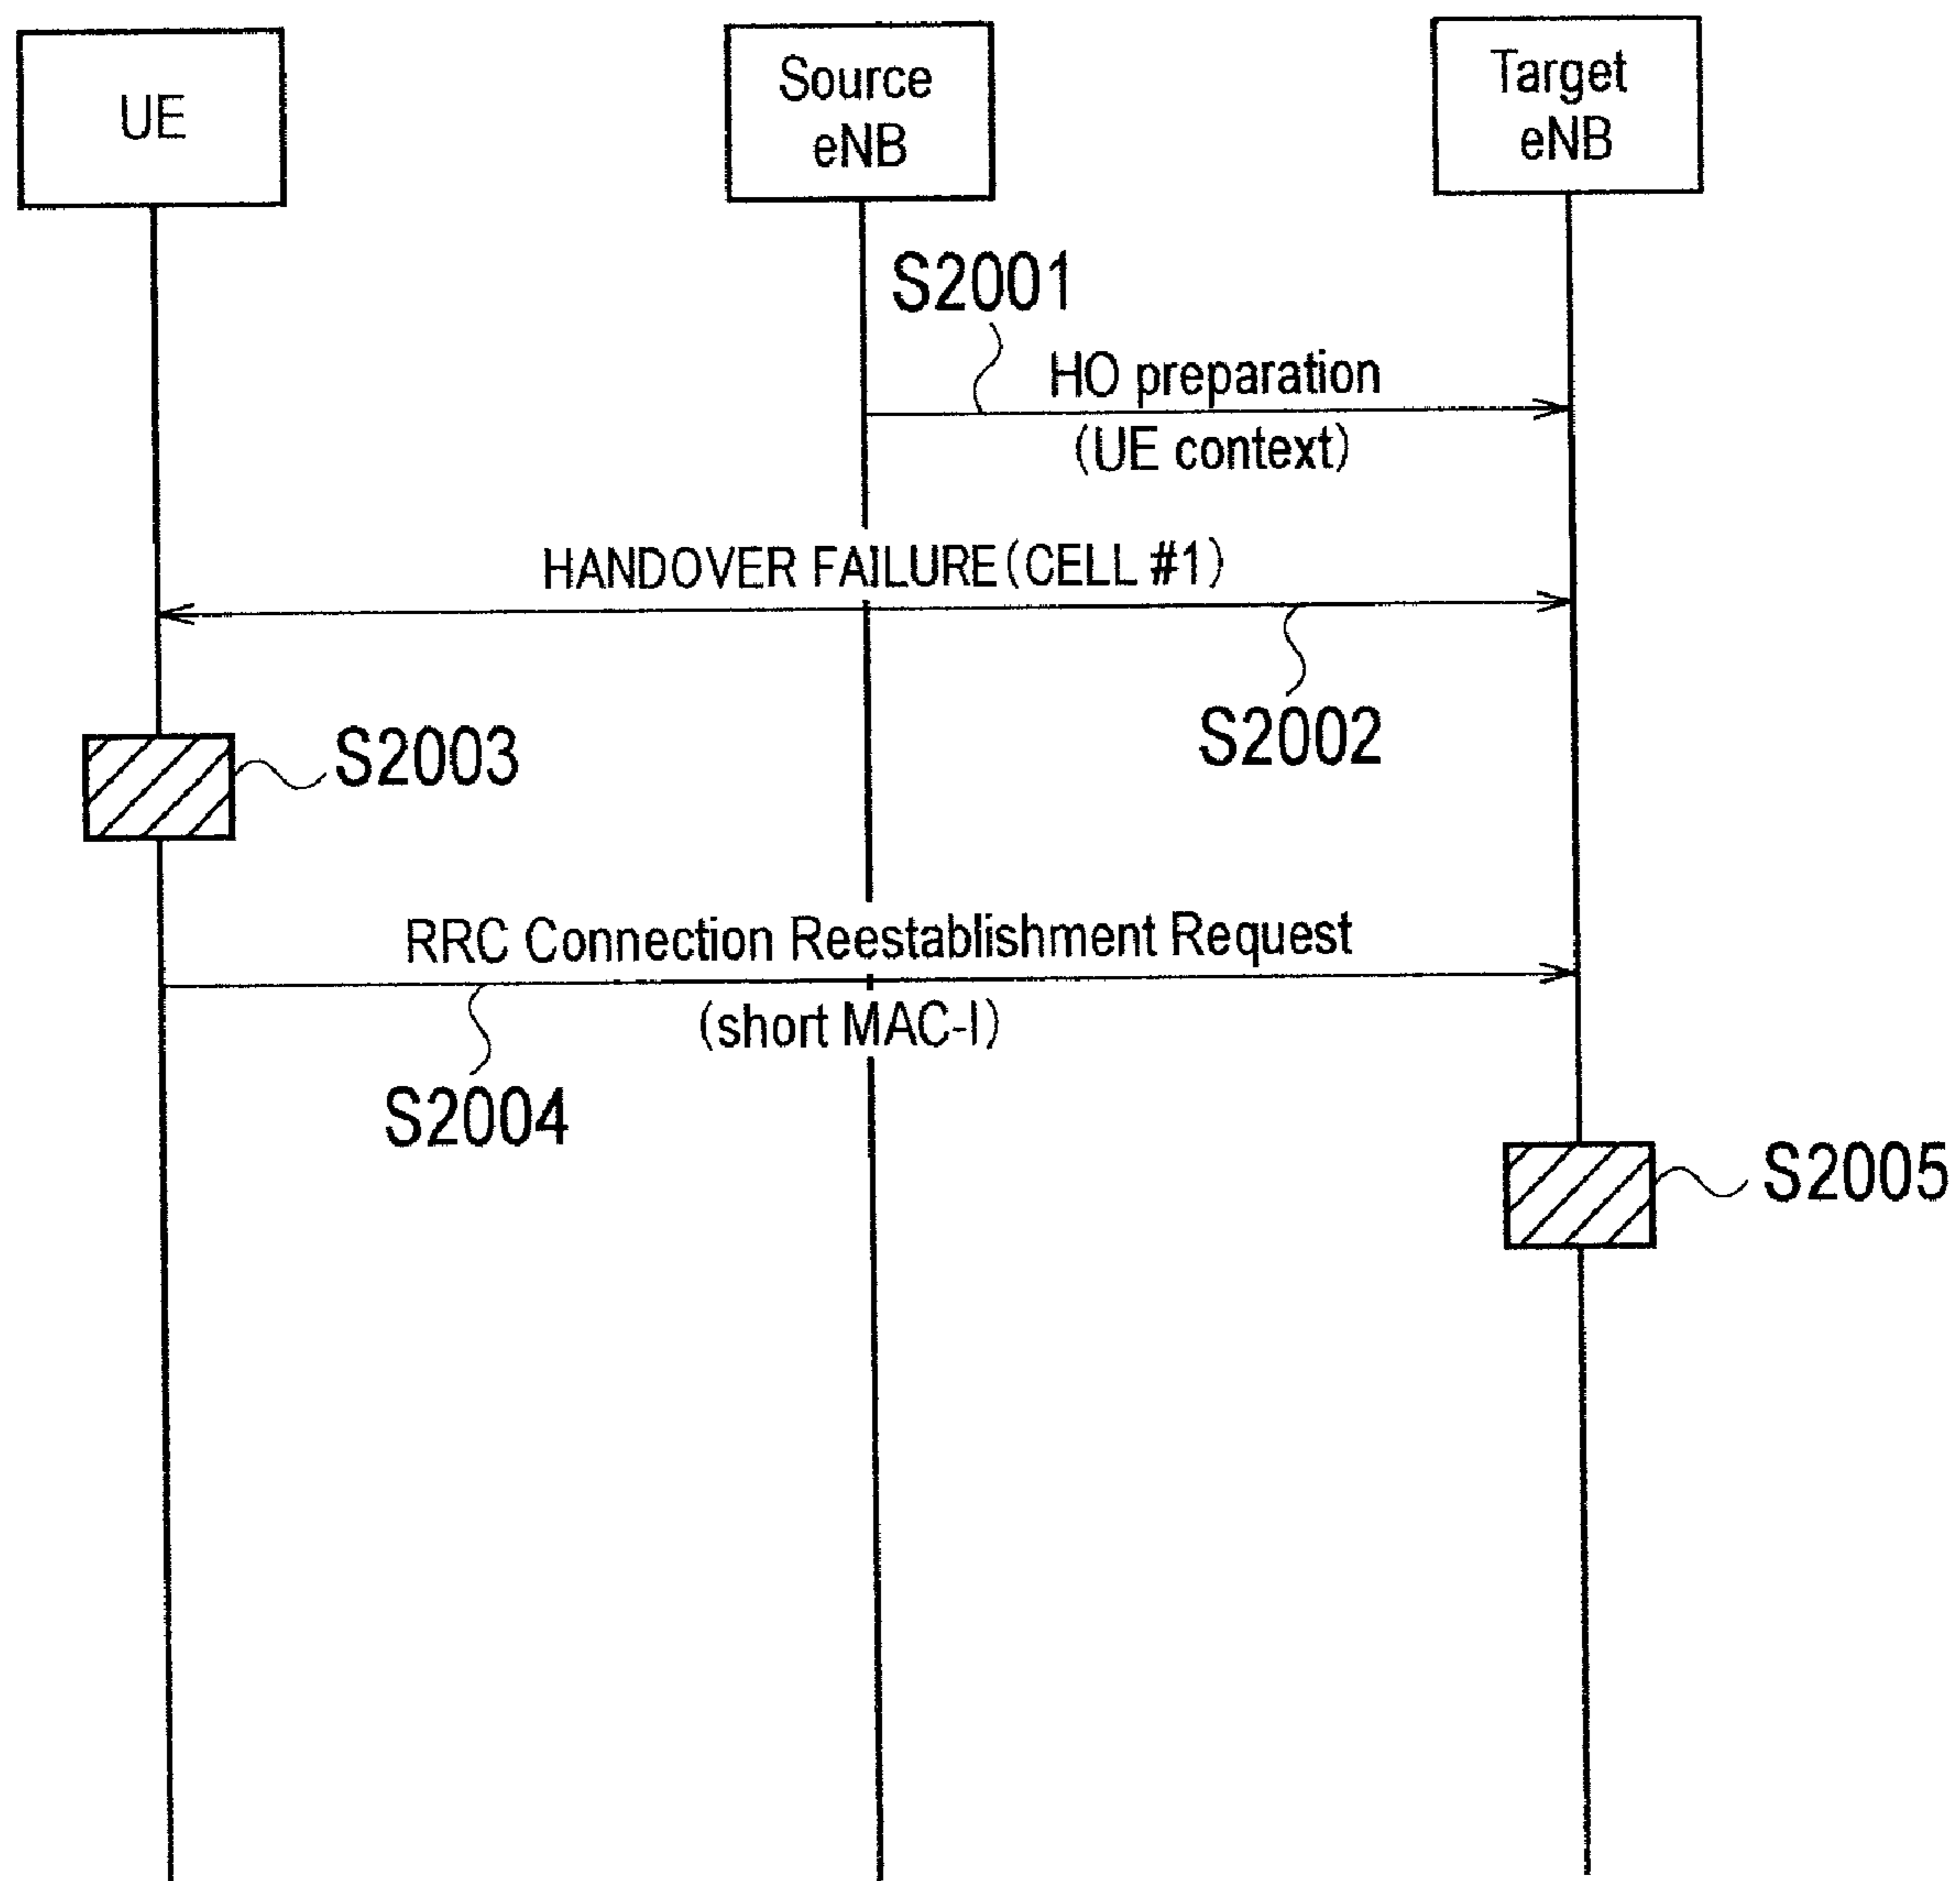 UE
Source
eNB
Target
eNB
S2001
HO preparation
(UE context)
HANDOVER FAILURE(CELL #1)
S2002
S2003
RRC Connection Reestablishment Request
(short MAC-I)
S2004
S2005